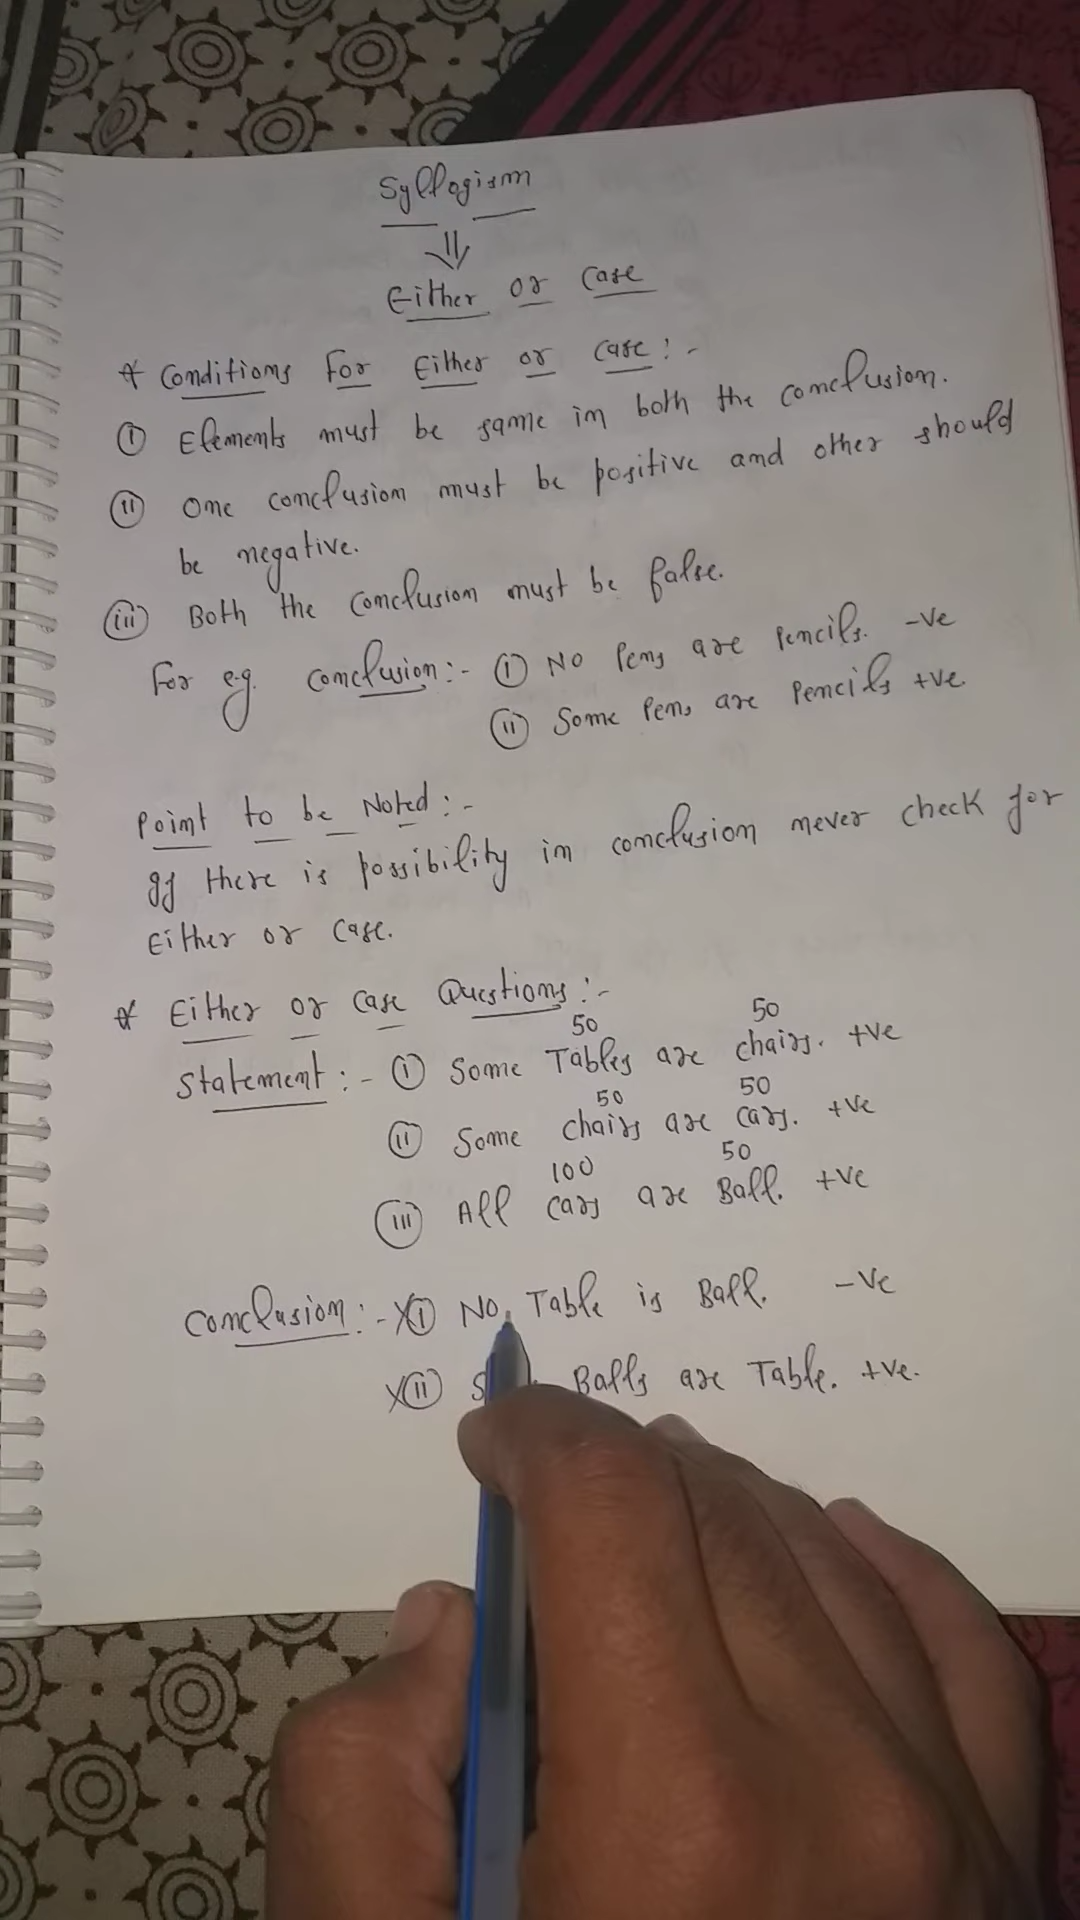 Syllogism
⇓
Either or Case
* Conditions For Either or Case :-
(i) Elements must be same in both the conclusion.
(ii) One conclusion must be positive and other should
be negative.
(iii) Both the conclusion must be false.
For e.g. Conclusion :- (i) No Pens are Pencils. -ve
(ii) Some Pens are Pencils +ve
Point to be Noted :-
If there is possibility in conclusion never check for
Either or Case.
* Either or Case Questions :-
50 50
Statement :- (i) Some Tables are chairs. +ve
50 50
(ii) Some chairs are cars. +ve
100 50
(iii) All cars are Ball. +ve
Conclusion :- X(i) No Table is Ball. -ve
X(ii) Balls are Table. +ve.